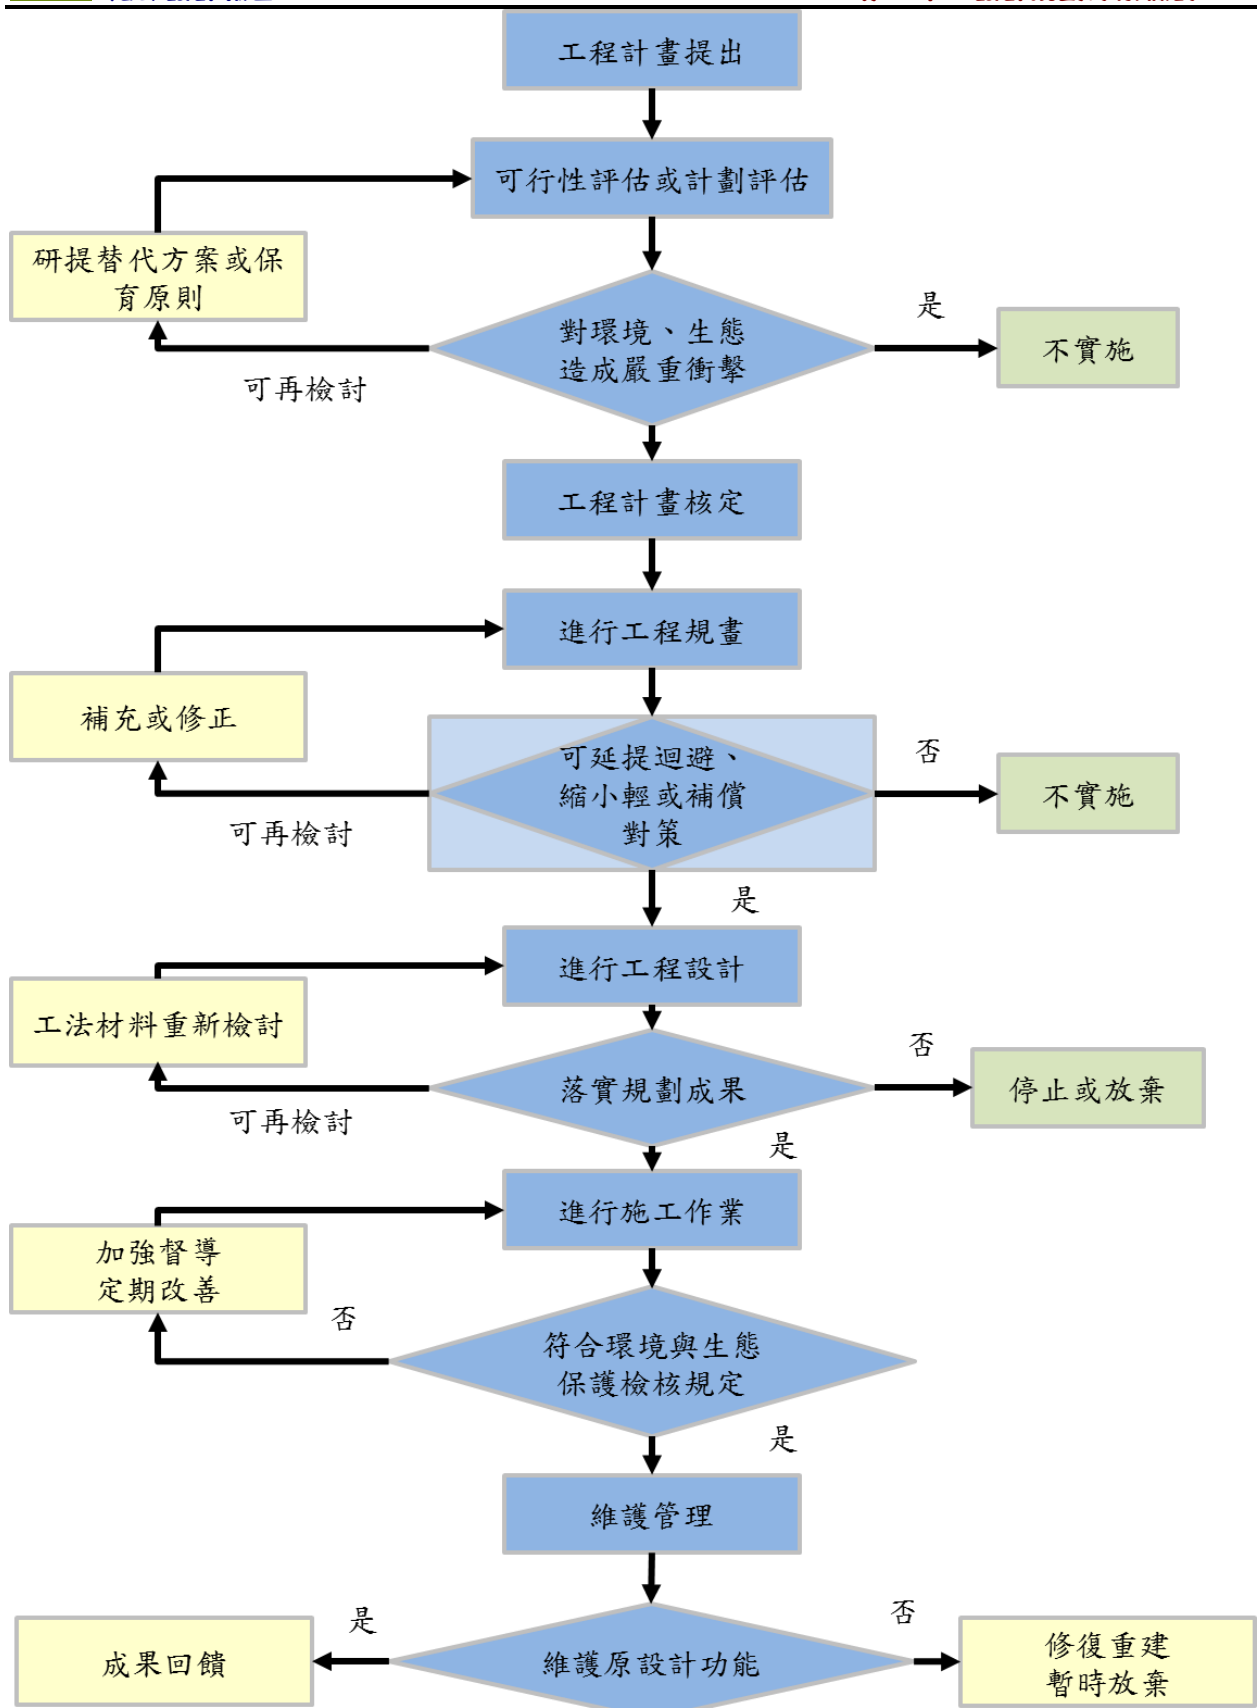 工程計畫提出
可行性評估或計劃評估
研提替代方案或保
育原則
對環境、生態
造成嚴重衝擊
是
不實施
可再檢討
工程計畫核定
進行工程規畫
補充或修正
可延提迴避、
縮小輕或補償
對策
否
不實施
可再檢討
是
進行工程設計
工法材料重新檢討
落實規劃成果
否
停止或放棄
可再檢討
是
進行施工作業
加強督導
定期改善
否
符合環境與生態
保護檢核規定
是
維護管理
是
否
成果回饋
維護原設計功能
修復重建
暫時放棄